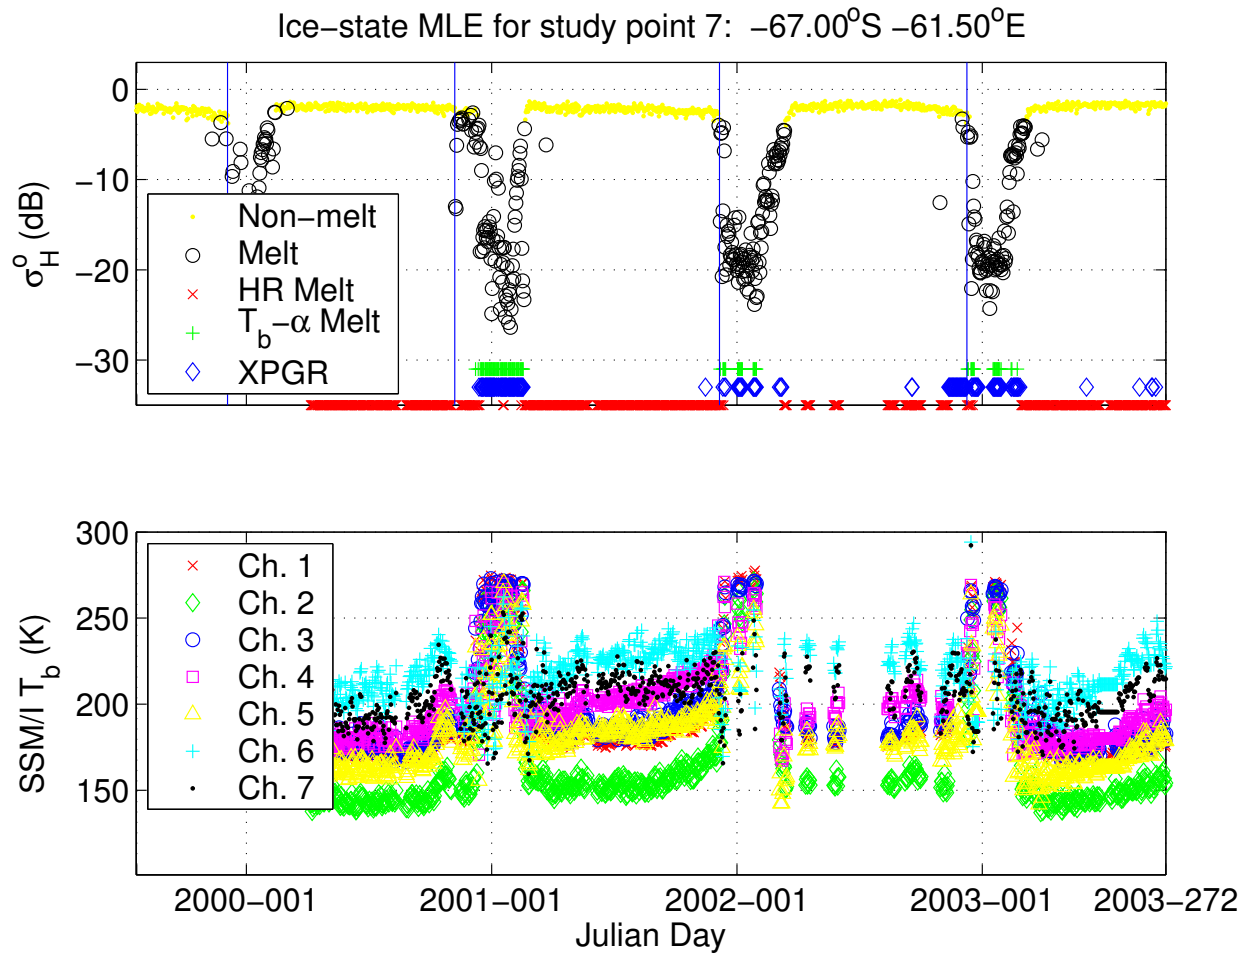 Ice−state MLE for study point 7:  −67.00°S −61.50°E
0
−10
−20
−30
σ°H (dB)
Non−melt
Melt
HR Melt
Tb−α Melt
XPGR
300
250
200
150
SSM/I Tb (K)
Ch. 1
Ch. 2
Ch. 3
Ch. 4
Ch. 5
Ch. 6
Ch. 7
2000−001
2001−001
2002−001
2003−001
2003−272
Julian Day